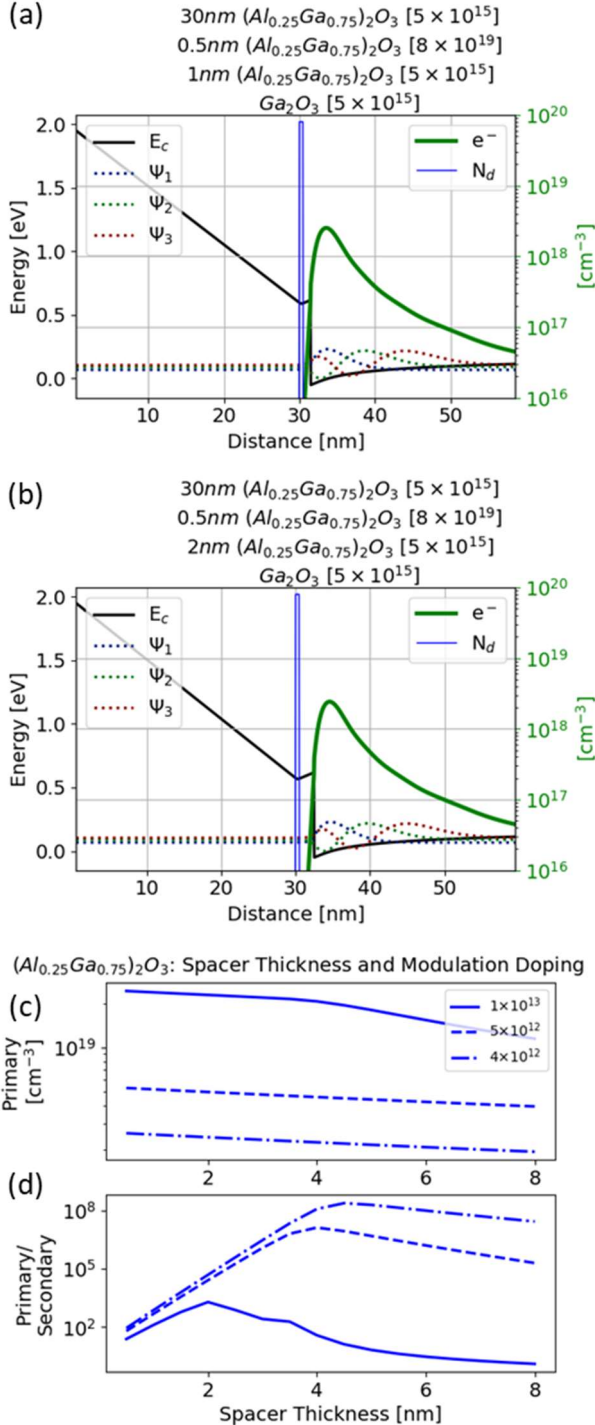 (a)
30nm (Al0.25Ga0.75)2O3 [5 × 10^15]
0.5nm (Al0.25Ga0.75)2O3 [8 × 10^19]
1nm (Al0.25Ga0.75)2O3 [5 × 10^15]
Ga2O3 [5 × 10^15]
Ec
Ψ1
Ψ2
Ψ3
e−
Nd
Energy [eV]
2.0
1.5
1.0
0.5
0.0
10^20
10^19
10^18
10^17
10^16
[cm−3]
10 20 30 40 50
Distance [nm]
(b)
30nm (Al0.25Ga0.75)2O3 [5 × 10^15]
0.5nm (Al0.25Ga0.75)2O3 [8 × 10^19]
2nm (Al0.25Ga0.75)2O3 [5 × 10^15]
Ga2O3 [5 × 10^15]
Ec
Ψ1
Ψ2
Ψ3
e−
Nd
Energy [eV]
2.0
1.5
1.0
0.5
0.0
10^20
10^19
10^18
10^17
10^16
[cm−3]
10 20 30 40 50
Distance [nm]
(Al0.25Ga0.75)2O3: Spacer Thickness and Modulation Doping
(c)
Primary
[cm−3]
10^19
1×10^13
5×10^12
4×10^12
2 4 6 8
(d)
Primary/
Secondary
10^8
10^5
10^2
2 4 6 8
Spacer Thickness [nm]